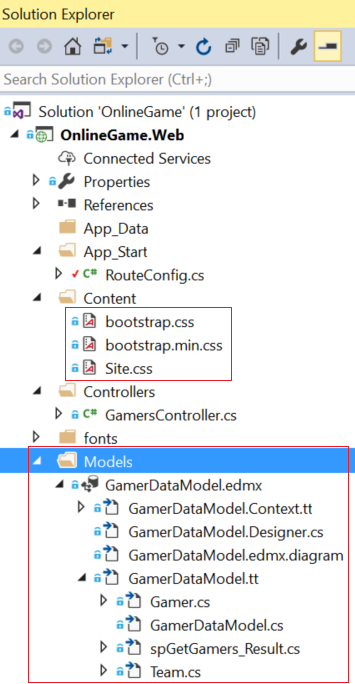 Solution Explorer
Search Solution Explorer (Ctrl+;)
Solution 'OnlineGame' (1 project)
OnlineGame.Web
Connected Services
Properties
References
App_Data
App_Start
C# RouteConfig.cs
Content
bootstrap.css
bootstrap.min.css
Site.css
Controllers
C# GamersController.cs
fonts
Models
GamerDataModel.edmx
GamerDataModel.Context.tt
GamerDataModel.Designer.cs
GamerDataModel.edmx.diagram
GamerDataModel.tt
Gamer.cs
GamerDataModel.cs
spGetGamers_Result.cs
Team.cs